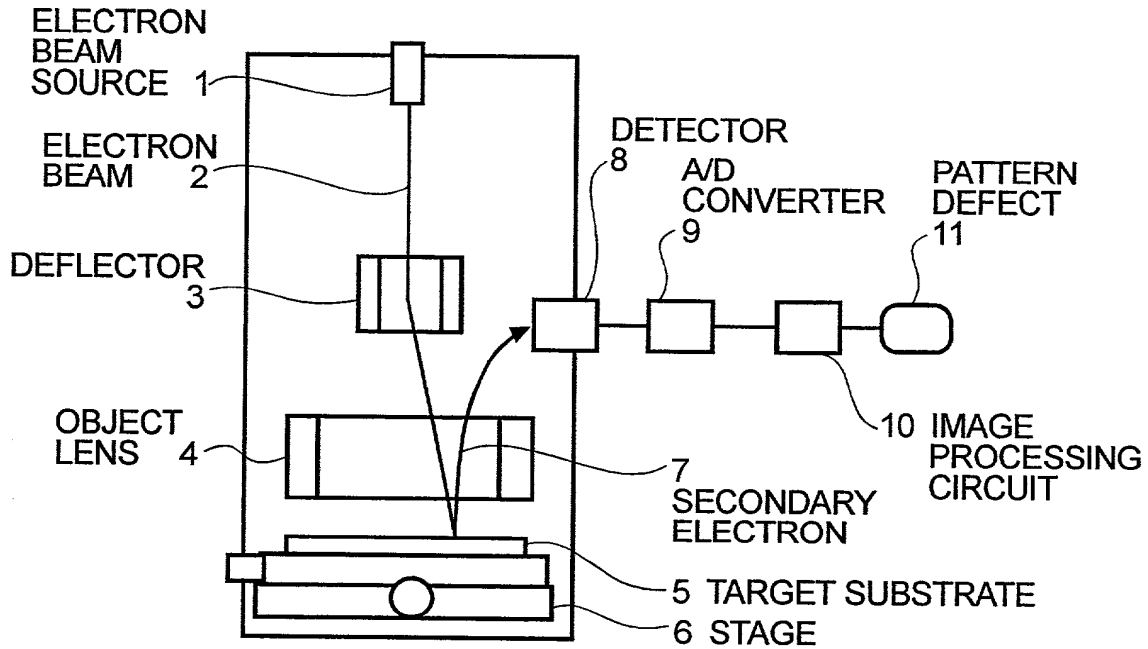 ELECTRON
BEAM
SOURCE 1
ELECTRON
BEAM 2
DEFLECTOR
3
OBJECT
LENS 4
DETECTOR
8
A/D
CONVERTER
9
PATTERN
DEFECT
11
10 IMAGE
PROCESSING
CIRCUIT
7
SECONDARY
ELECTRON
5 TARGET SUBSTRATE
6 STAGE